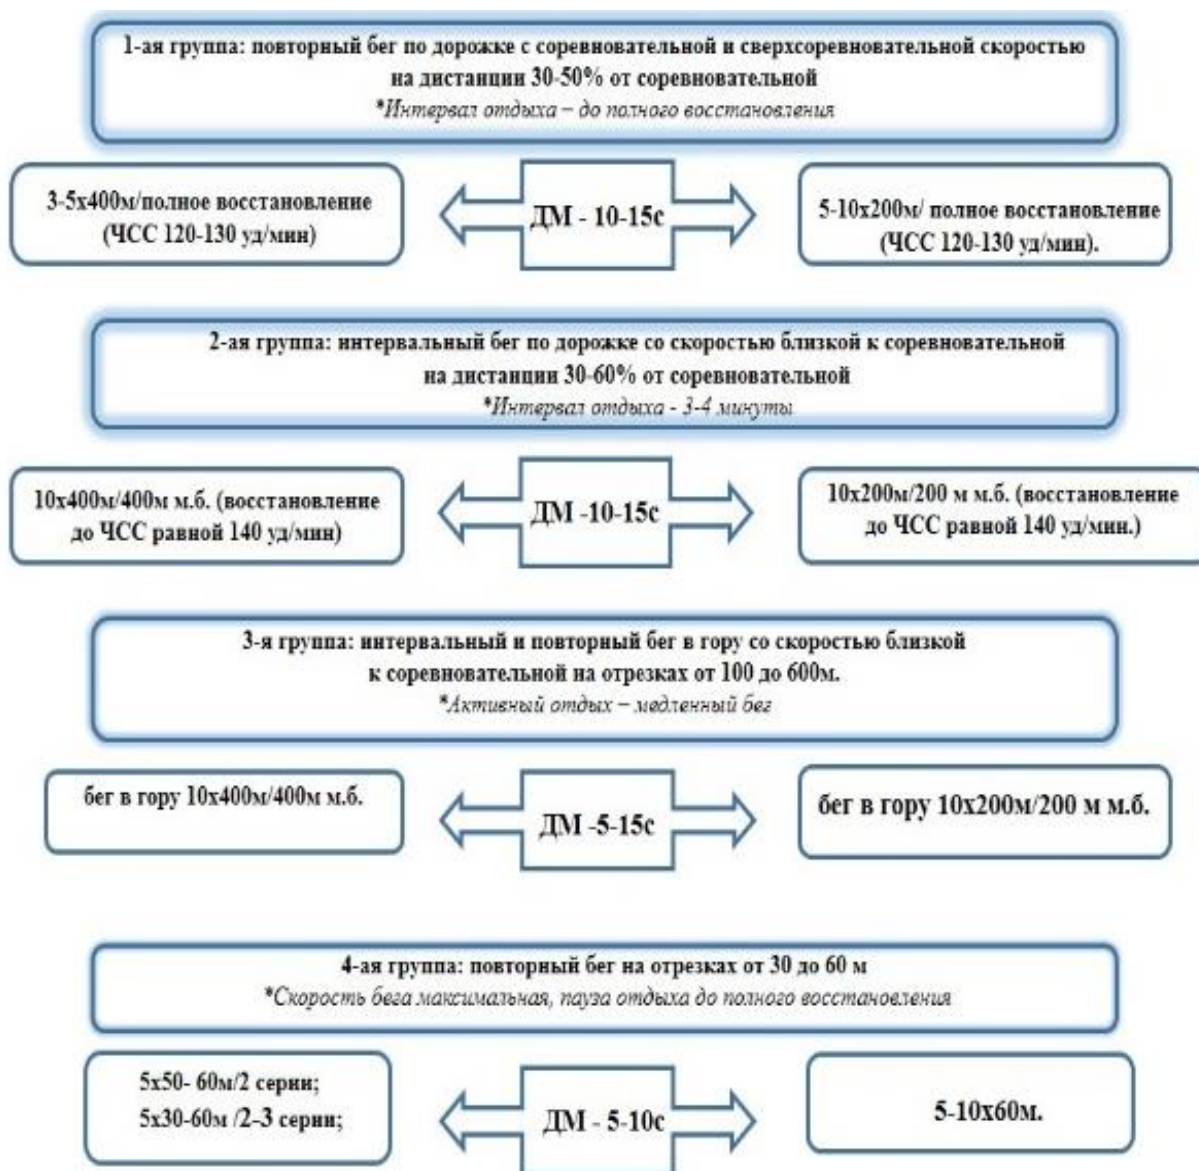 1-ая группа: повторный бег по дорожке с соревновательной и сверхсоревновательной скоростью
на дистанции 30-50% от соревновательной
*Интервал отдыха – до полного восстановления
3-5х400м/полное восстановление
(ЧСС 120-130 уд/мин)
ДМ - 10-15с
5-10х200м/ полное восстановление
(ЧСС 120-130 уд/мин).
2-ая группа: интервальный бег по дорожке со скоростью близкой к соревновательной
на дистанции 30-60% от соревновательной
*Интервал отдыха - 3-4 минуты
10х400м/400м м.б. (восстановление
до ЧСС равной 140 уд/мин)
ДМ -10-15с
10х200м/200 м м.б. (восстановление
до ЧСС равной 140 уд/мин.)
3-я группа: интервальный и повторный бег в гору со скоростью близкой
к соревновательной на отрезках от 100 до 600м.
*Активный отдых – медленный бег
бег в гору 10х400м/400м м.б.
ДМ -5-15с
бег в гору 10х200м/200 м м.б.
4-ая группа: повторный бег на отрезках от 30 до 60 м
*Скорость бега максимальная, пауза отдыха до полного восстановления
5х50- 60м/2 серии;
5х30-60м /2-3 серии;
ДМ - 5-10с
5-10х60м.